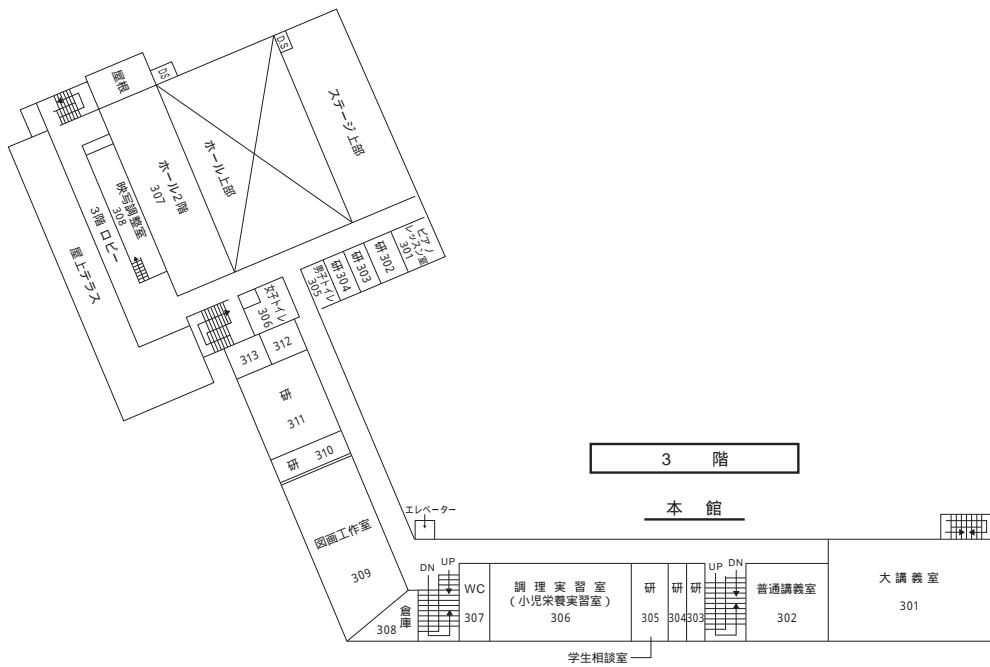 屋根
DS
DS
ステージ上部
ホール上部
ホール2階
307
映写調整室
308
3階 ロビー
屋上テラス
ピアノ
レッスン室
301
研
302
研
303
研
304
男子トイレ
305
女子トイレ
306
313
312
研
311
研
310
図画工作室
309
倉庫
308
3 階
本 館
エレベーター
DN
UP
WC
307
調 理 実 習 室
（小児栄養実習室）
306
研
305
研
304
研
303
UP
DN
普通講義室
302
大 講 義 室
301
学生相談室